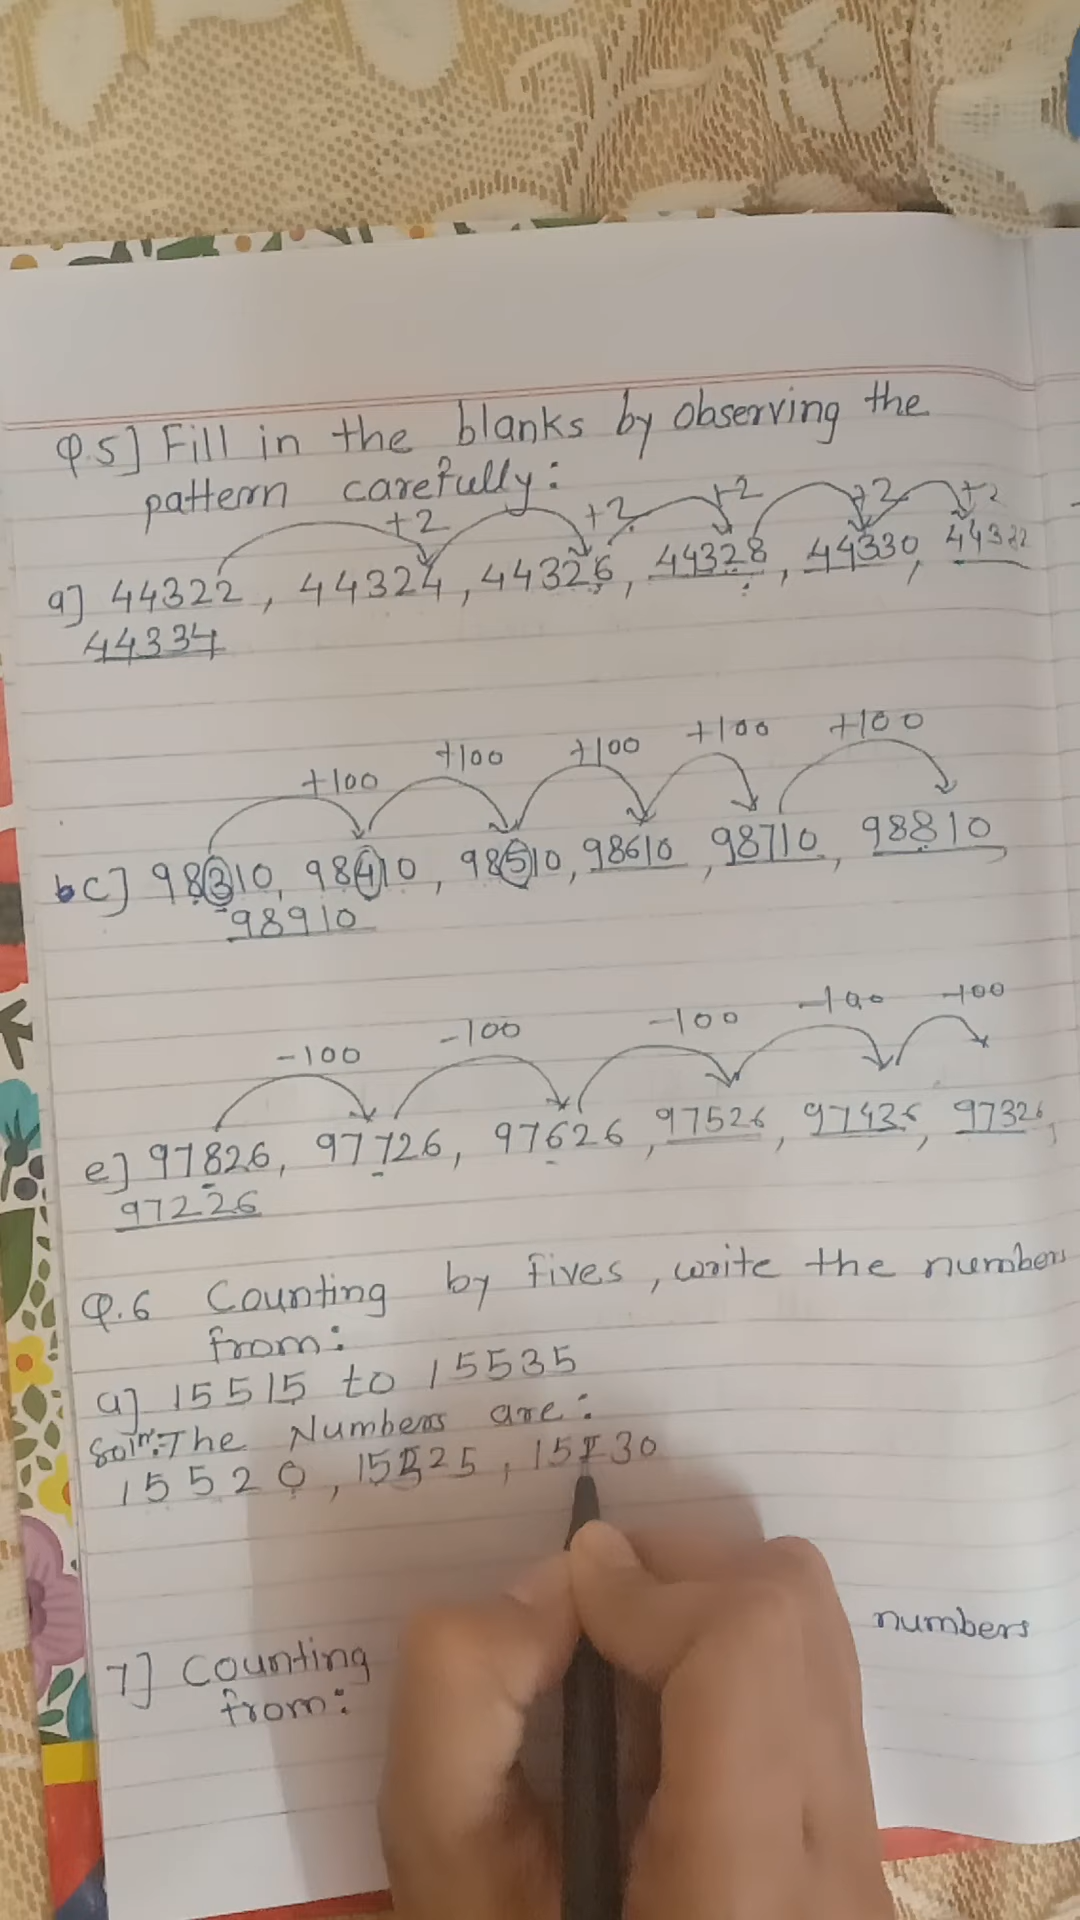 +2 +2 +2 +2 +2
Q.5] Fill in the blanks by observing the
pattern carefully:
a] 44322, 44324, 44326, 44328, 44330, 44322
44334
+100 +100 +100 +100 +100
bc] 98310, 98410, 98510, 98610, 98710, 98810,
98910
-100 -100 -100 -100 -100
e] 97826, 97726, 97626, 97526, 97436, 97326,
97226
Q.6 Counting by fives, write the numbers
from:
a] 15515 to 15535
Soln:-The Numbers are:
15520, 15525, 15530
7] Counting numbers
from: